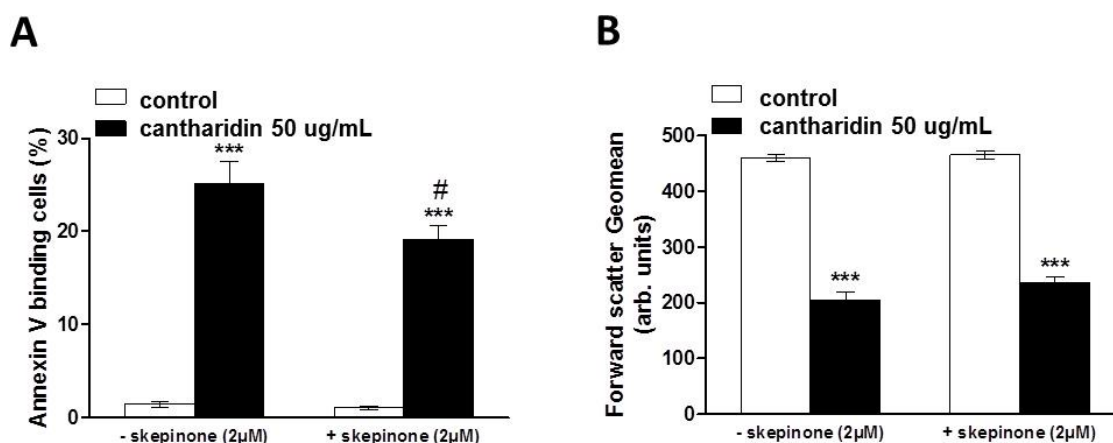 A
control
cantharidin 50 ug/mL
Annexin V binding cells (%)
30
20
10
0
***
#
***
- skepinone (2µM)
+ skepinone (2µM)
B
control
cantharidin 50 ug/mL
Forward scatter Geomean
(arb. units)
500
400
300
200
100
0
***
***
- skepinone (2µM)
+ skepinone (2µM)